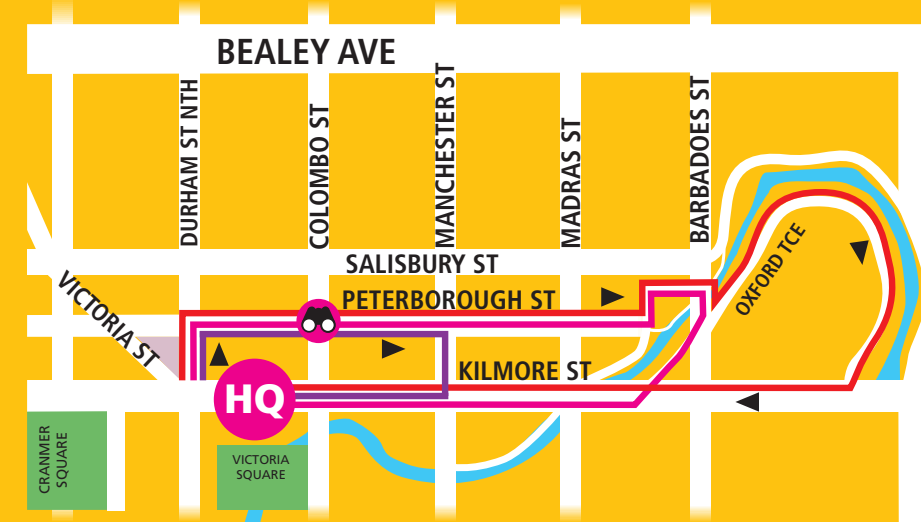 BEALEY AVE
DURHAM ST NTH
COLOMBO ST
MANCHESTER ST
MADRAS ST
BARBADOES ST
SALISBURY ST
OXFORD TCE
VICTORIA ST
PETERBOROUGH ST
KILMORE ST
HQ
CRANMER
SQUARE
VICTORIA
SQUARE